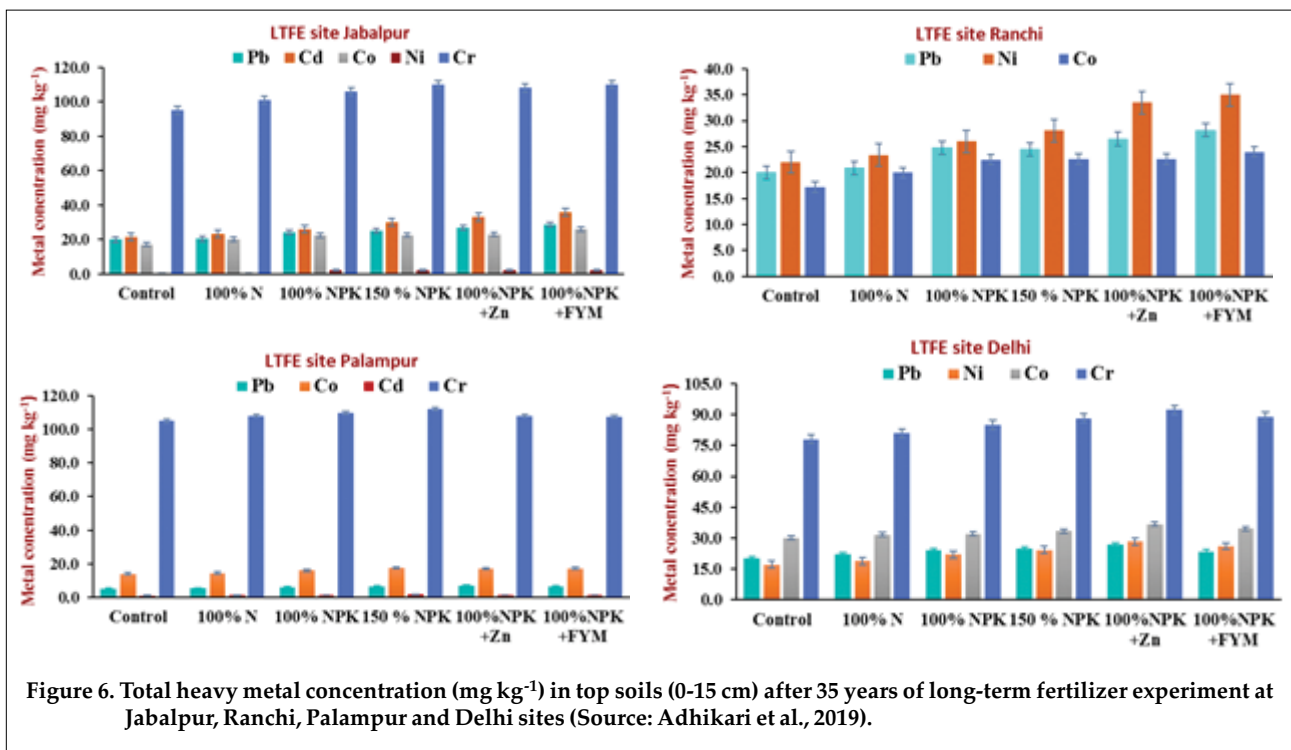 LTFE site Jabalpur
Pb Cd Co Ni Cr
Metal concentration (mg kg-1)
120.0
100.0
80.0
60.0
40.0
20.0
0.0
Control 100% N 100% NPK 150 % NPK 100%NPK 100%NPK
+Zn +FYM
LTFE site Ranchi
Pb Ni Co
Metal concentration (mg kg-1)
40.0
35.0
30.0
25.0
20.0
15.0
10.0
5.0
0.0
Control 100% N 100% NPK 150 % NPK 100%NPK 100%NPK
+Zn +FYM
LTFE site Palampur
Pb Co Cd Cr
Metal concentration (mg kg-1)
120.0
100.0
80.0
60.0
40.0
20.0
0.0
Control 100% N 100% NPK 150 % NPK 100%NPK 100%NPK
+Zn +FYM
LTFE site Delhi
Pb Ni Co Cr
Metal concentration (mg kg-1)
105.0
90.0
75.0
60.0
45.0
30.0
15.0
0.0
Control 100% N 100% NPK 150 % NPK 100%NPK 100%NPK
+Zn +FYM
Figure 6. Total heavy metal concentration (mg kg-1) in top soils (0-15 cm) after 35 years of long-term fertilizer experiment at
Jabalpur, Ranchi, Palampur and Delhi sites (Source: Adhikari et al., 2019).